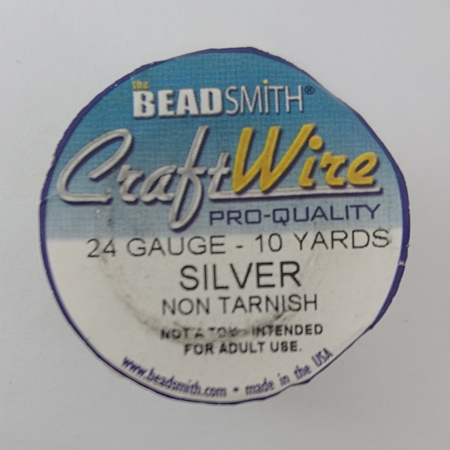 the
BEADSMITH®
CraftWire
PRO-QUALITY
24 GAUGE - 10 YARDS
SILVER
NON TARNISH
NOT A TOY - INTENDED
FOR ADULT USE.
www.beadsmith.com • made in the USA